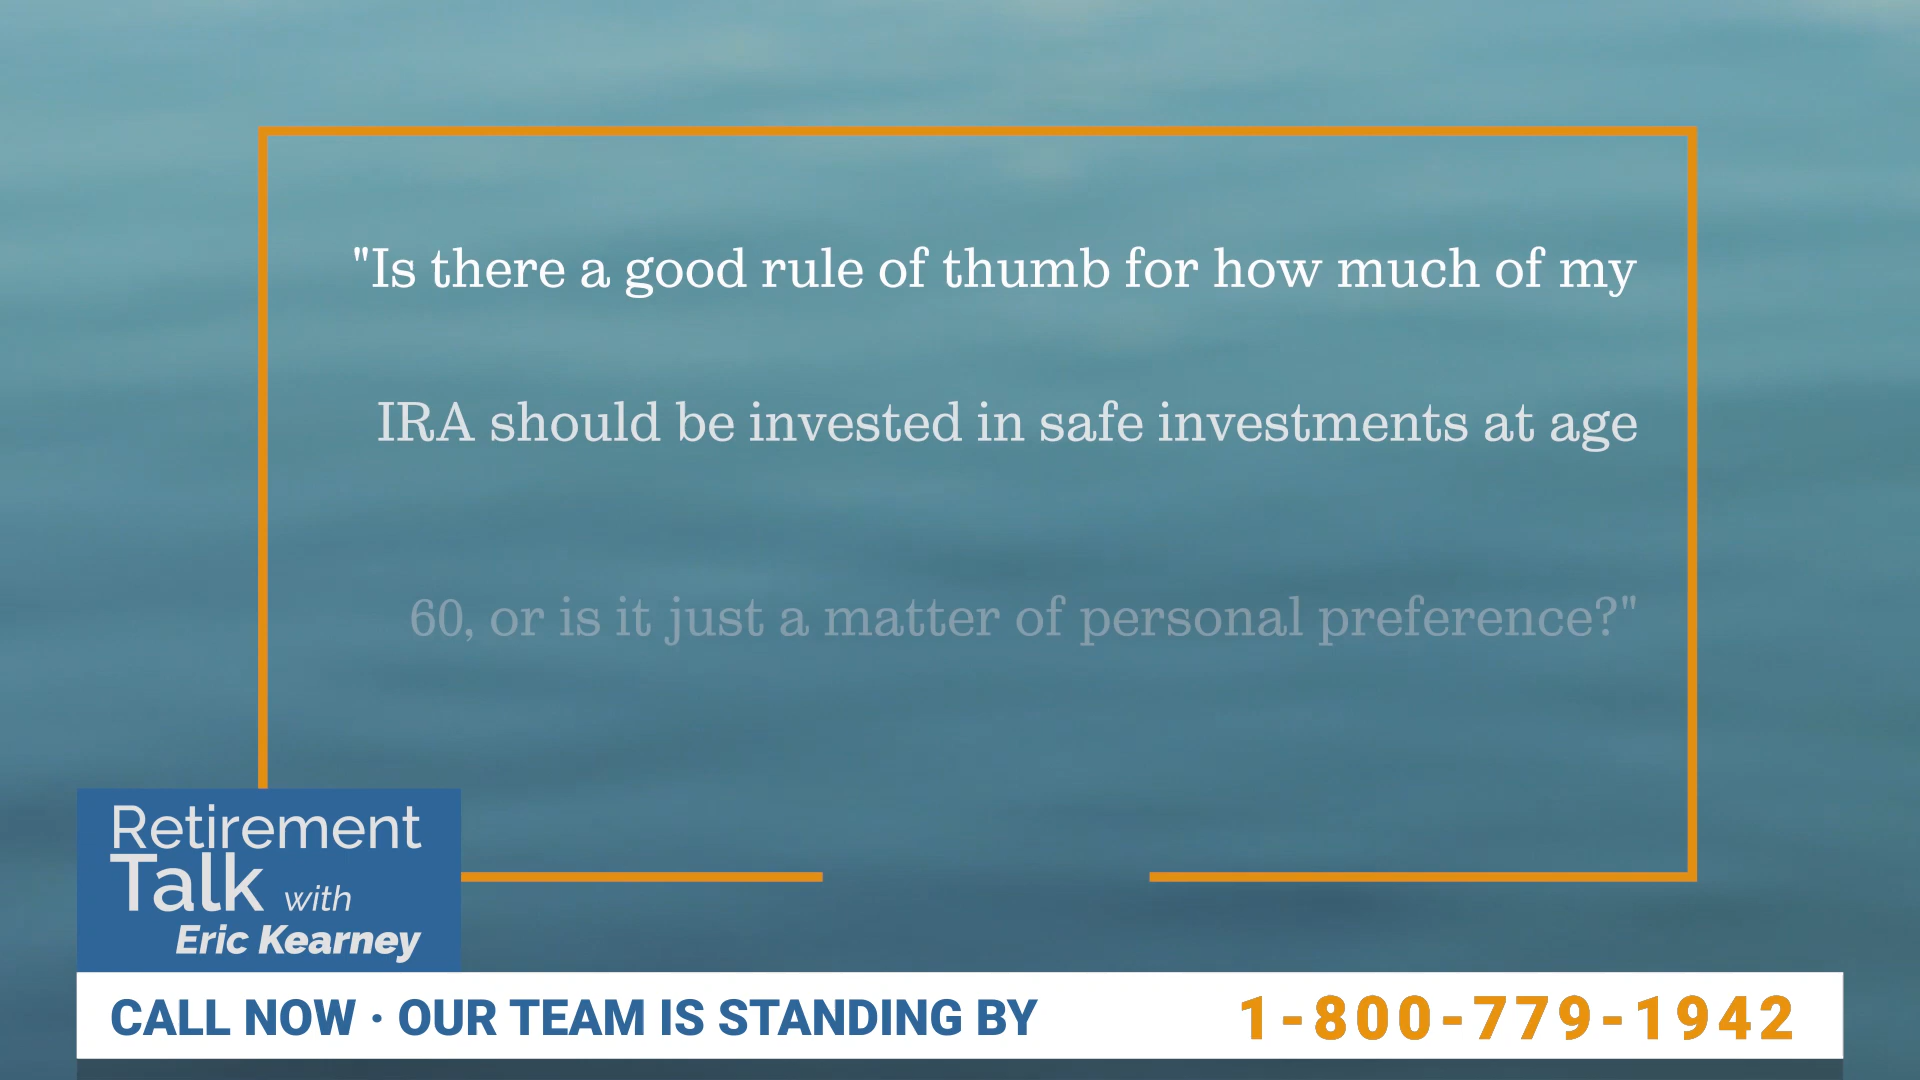 "Is there a good rule of thumb for how much of my
IRA should be invested in safe investments at age
60, or is it just a matter of personal preference?"
Retirement
Talk with
Eric Kearney
CALL NOW · OUR TEAM IS STANDING BY
1-800-779-1942